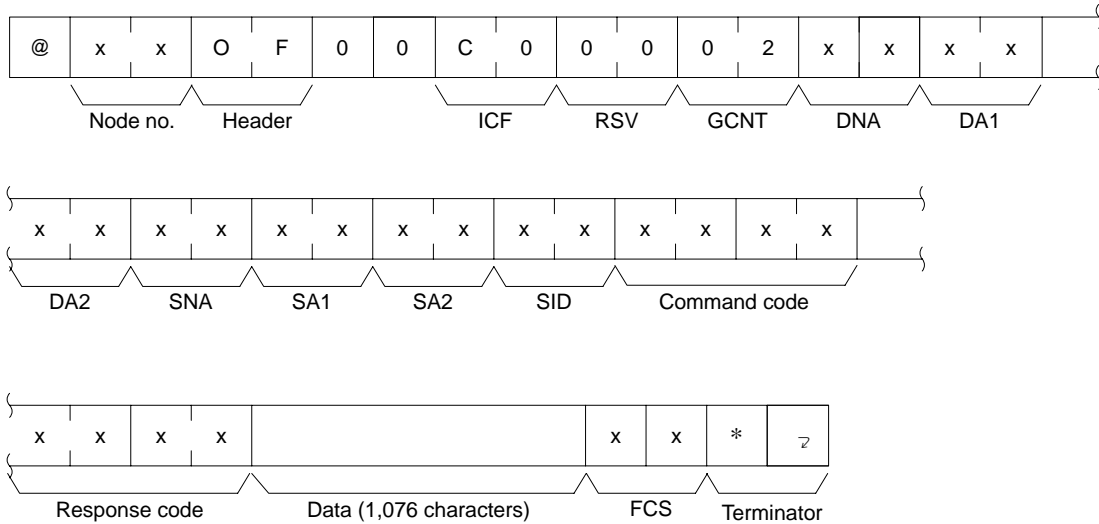 @ x x O F 0 0 C 0 0 0 0 2 x x x x
Node no. Header ICF RSV GCNT DNA DA1
x x x x x x x x x x x x x x
DA2 SNA SA1 SA2 SID Command code
x x x x x x * ↵
Response code Data (1,076 characters) FCS Terminator